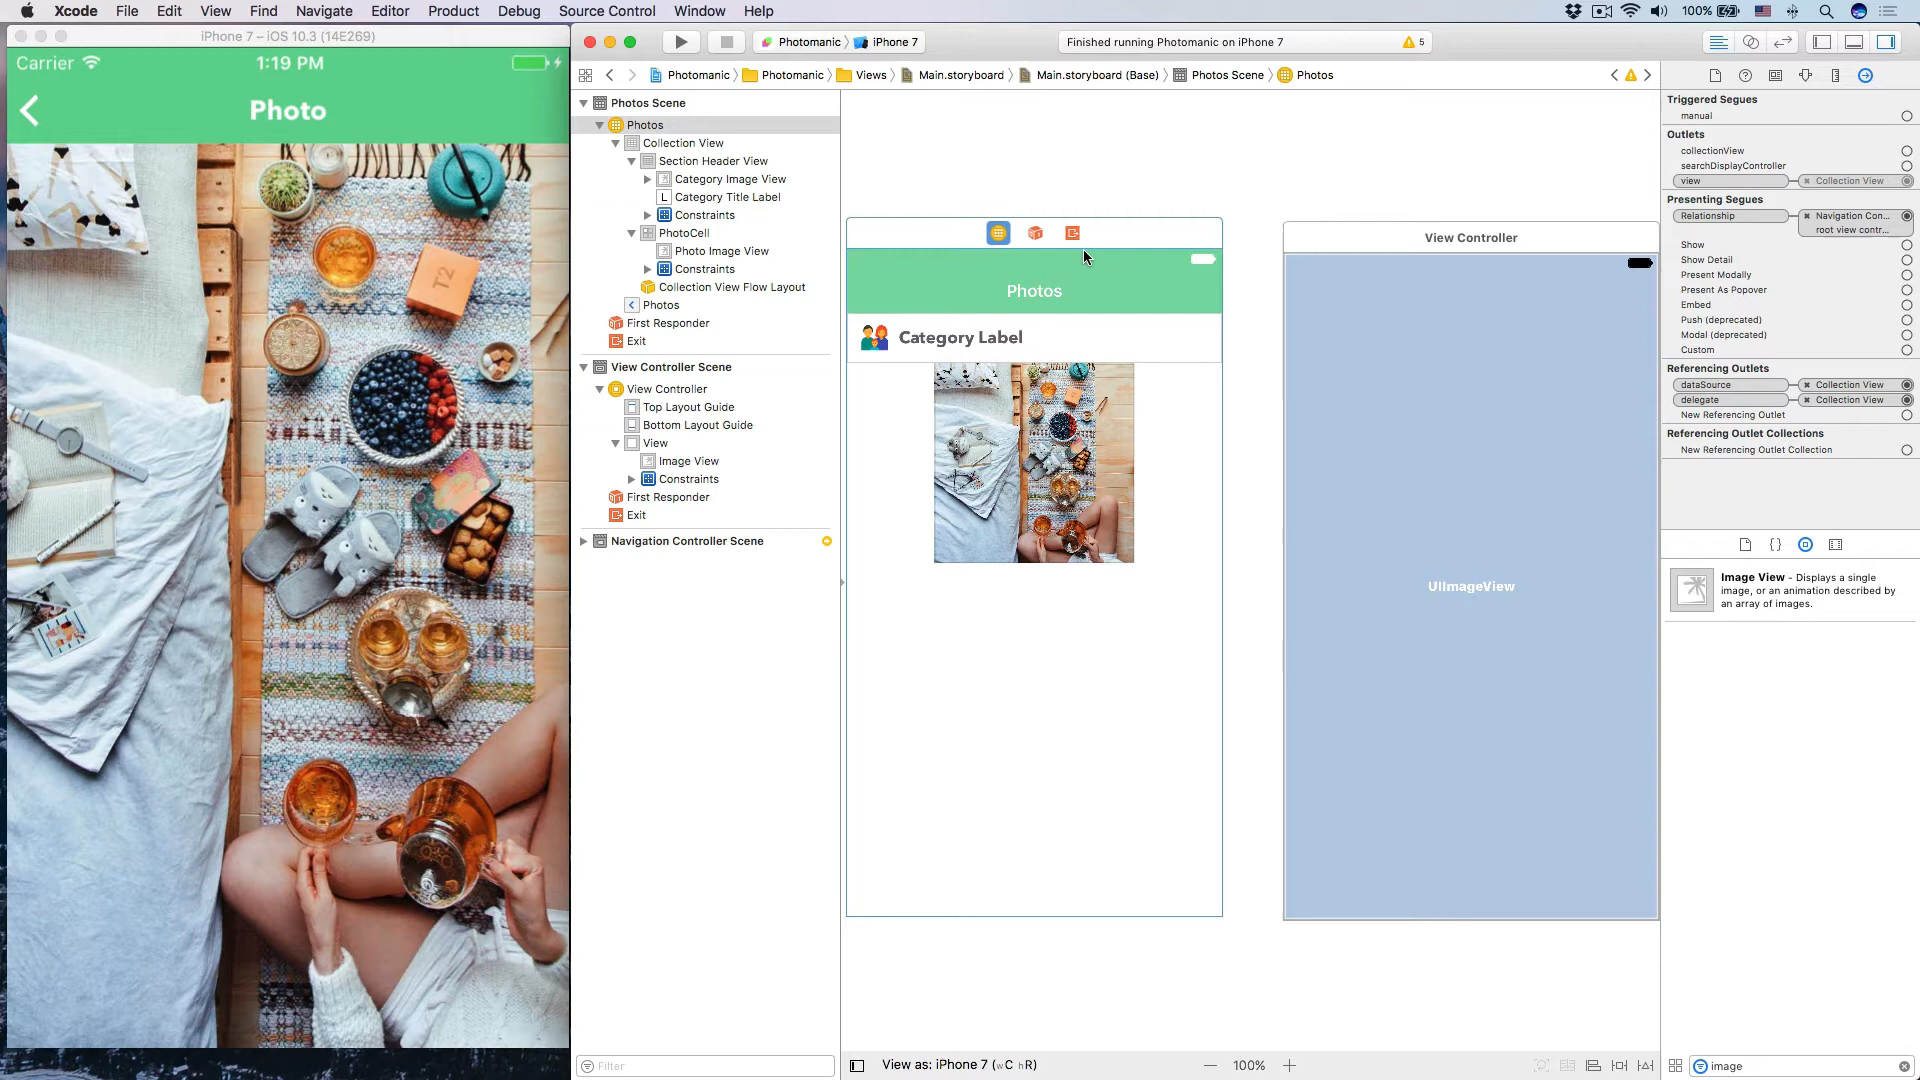 Xcode File Edit View Find Navigate Editor Product Debug Source Control Window Help
100%
iPhone 7 – iOS 10.3 (14E269)
Carrier 1:19 PM
Photo
T2
Photomanic iPhone 7
Finished running Photomanic on iPhone 7
5
Photomanic Photomanic Views Main.storyboard Main.storyboard (Base) Photos Scene Photos
Photos Scene
Photos
Collection View
Section Header View
Category Image View
L Category Title Label
Constraints
PhotoCell
Photo Image View
Constraints
Collection View Flow Layout
Photos
First Responder
Exit
View Controller Scene
View Controller
Top Layout Guide
Bottom Layout Guide
View
Image View
Constraints
First Responder
Exit
Navigation Controller Scene
Filter
Photos
Category Label
View Controller
UIImageView
View as: iPhone 7 (wC hR)
100%
Triggered Segues
manual
Outlets
collectionView
searchDisplayController
view Collection View
Presenting Segues
Relationship Navigation Con...
root view contr...
Show
Show Detail
Present Modally
Present As Popover
Embed
Push (deprecated)
Modal (deprecated)
Custom
Referencing Outlets
dataSource Collection View
delegate Collection View
New Referencing Outlet
Referencing Outlet Collections
New Referencing Outlet Collection
Image View - Displays a single
image, or an animation described by
an array of images.
image